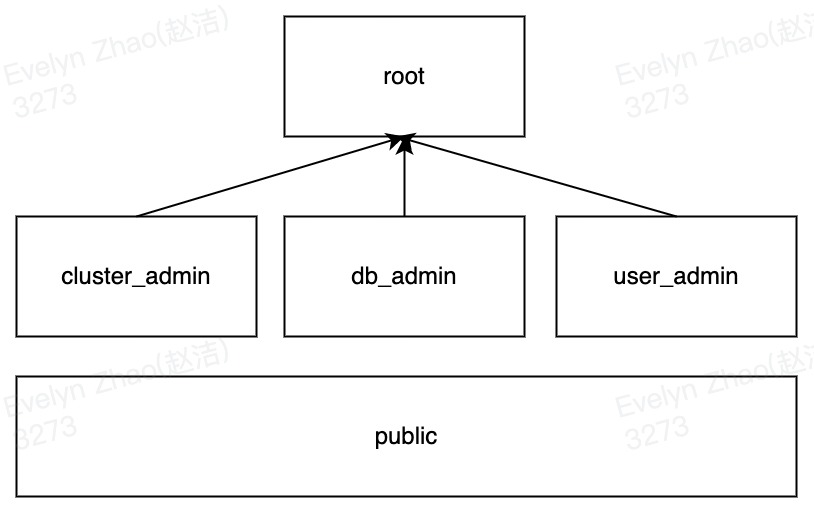 Evelyn Zhao(赵洁)
3273
Evelyn Zhao(赵洁
3273
root
cluster_admin
db_admin
user_admin
Evelyn Zhao(赵洁)
3273
Evelyn Zhao(赵洁
3273
public